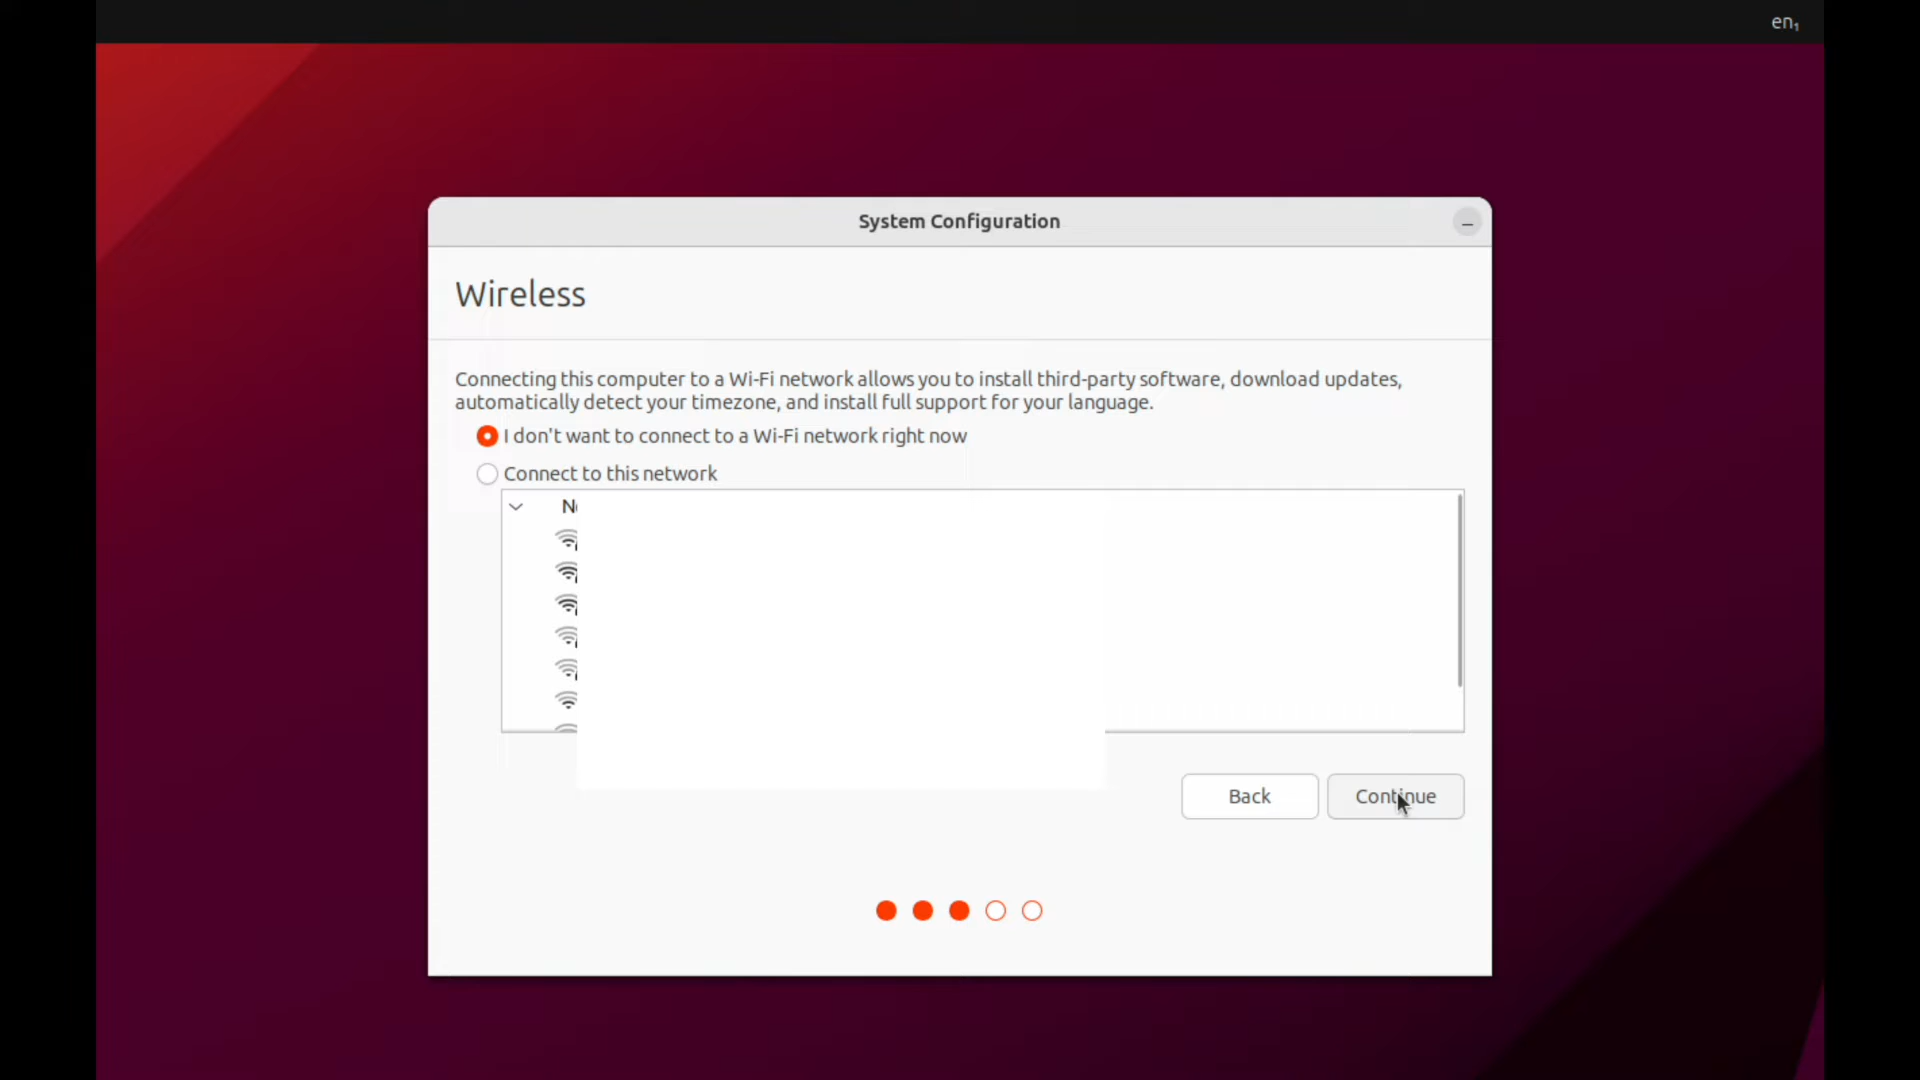 en₁
System Configuration
Wireless
Connecting this computer to a Wi-Fi network allows you to install third-party software, download updates,
automatically detect your timezone, and install full support for your language.
I don't want to connect to a Wi-Fi network right now
Connect to this network
Back
Continue